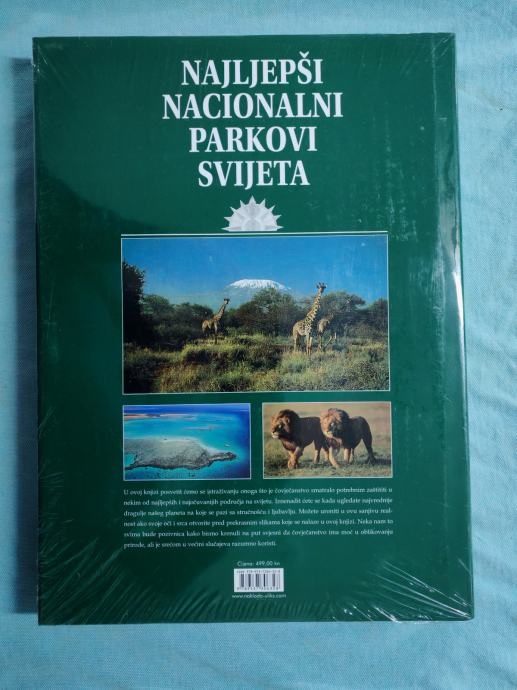 NAJLJEPŠI
NACIONALNI
PARKOVI
SVIJETA
U ovoj knjizi posvetit ćemo se istraživanju onoga što je čovječanstvo smatralo potrebnim zaštititi u
nekim od najljepših i najočuvanijih područja na svijetu. Iznenadit ćete se kada ugledate najvrednije
dragulje našeg planeta na koje se pazi sa stručnošću i ljubavlju. Možete uroniti u ovu sanjivu real-
nost ako svoje oči i srca otvorite pred prekrasnim slikama koje se nalaze u ovoj knjizi. Neka nam to
svima bude pozivnica kako bismo krenuli na put svjesni da čovječanstvo ima moć u oblikovanju
prirode, ali je srećom u većini slučajeva razumno koristi.
Cijena: 499,00 kn
www.naklada-uliks.com